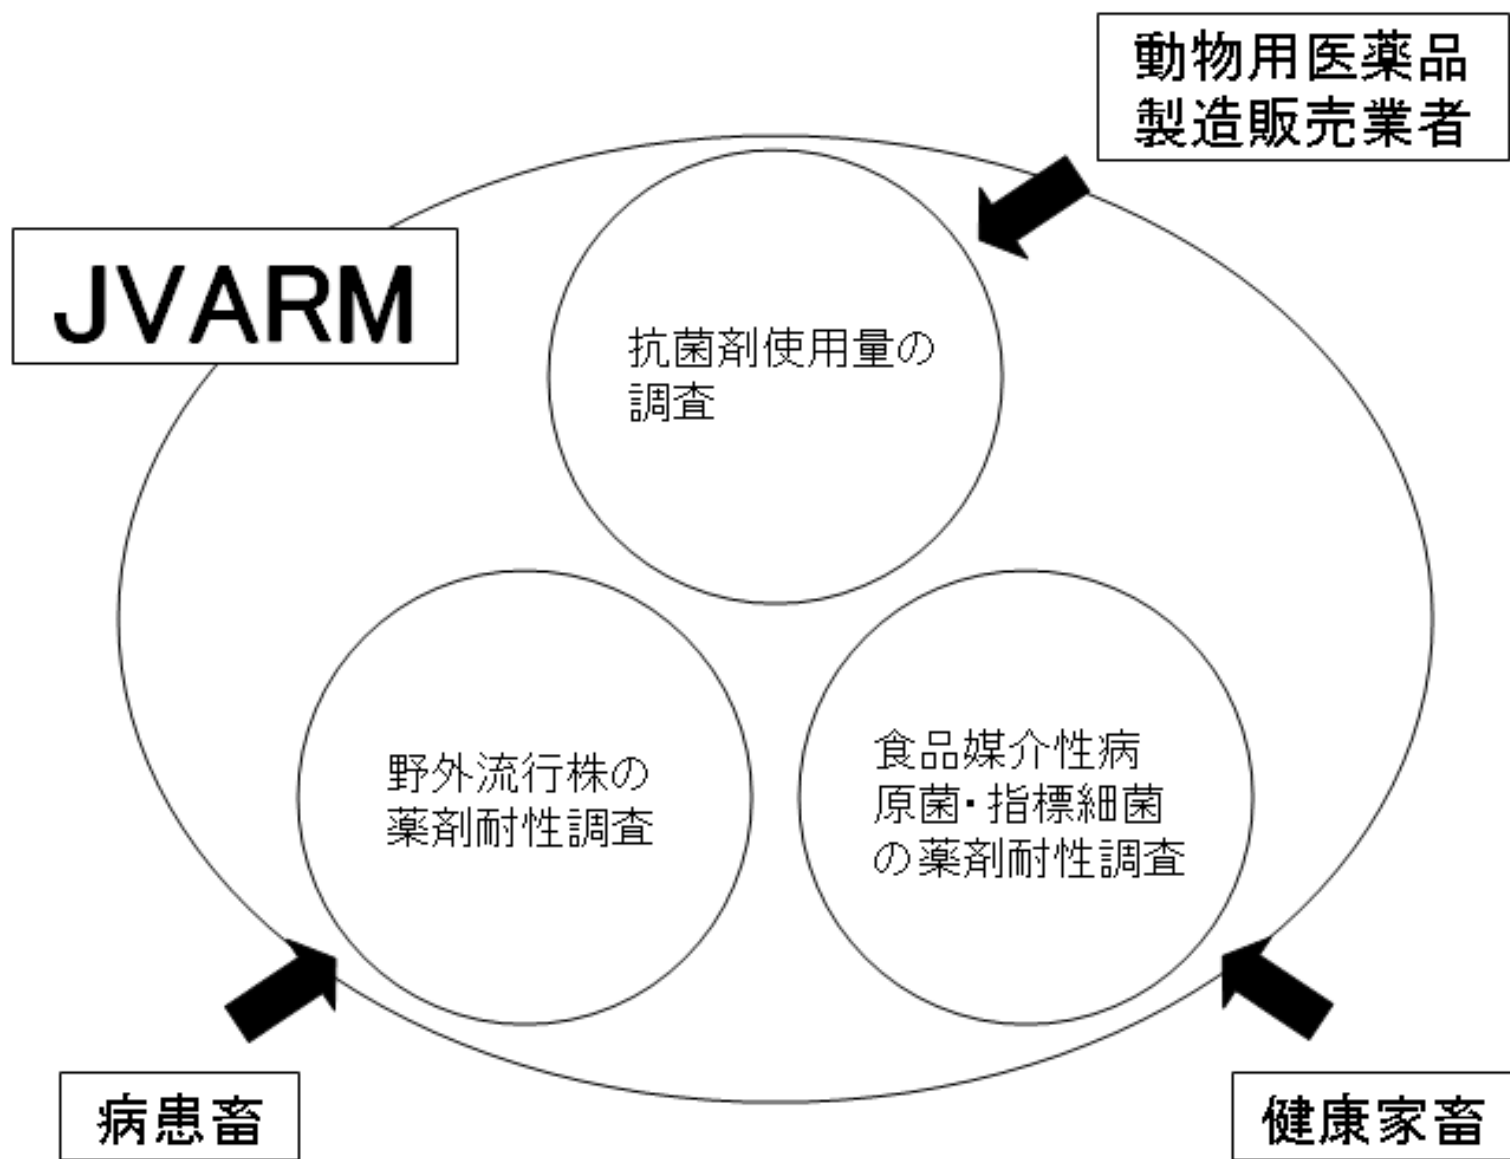 動物用医薬品
製造販売業者
JVARM
抗菌剤使用量の
調査
野外流行株の
薬剤耐性調査
食品媒介性病
原菌・指標細菌
の薬剤耐性調査
病患畜
健康家畜